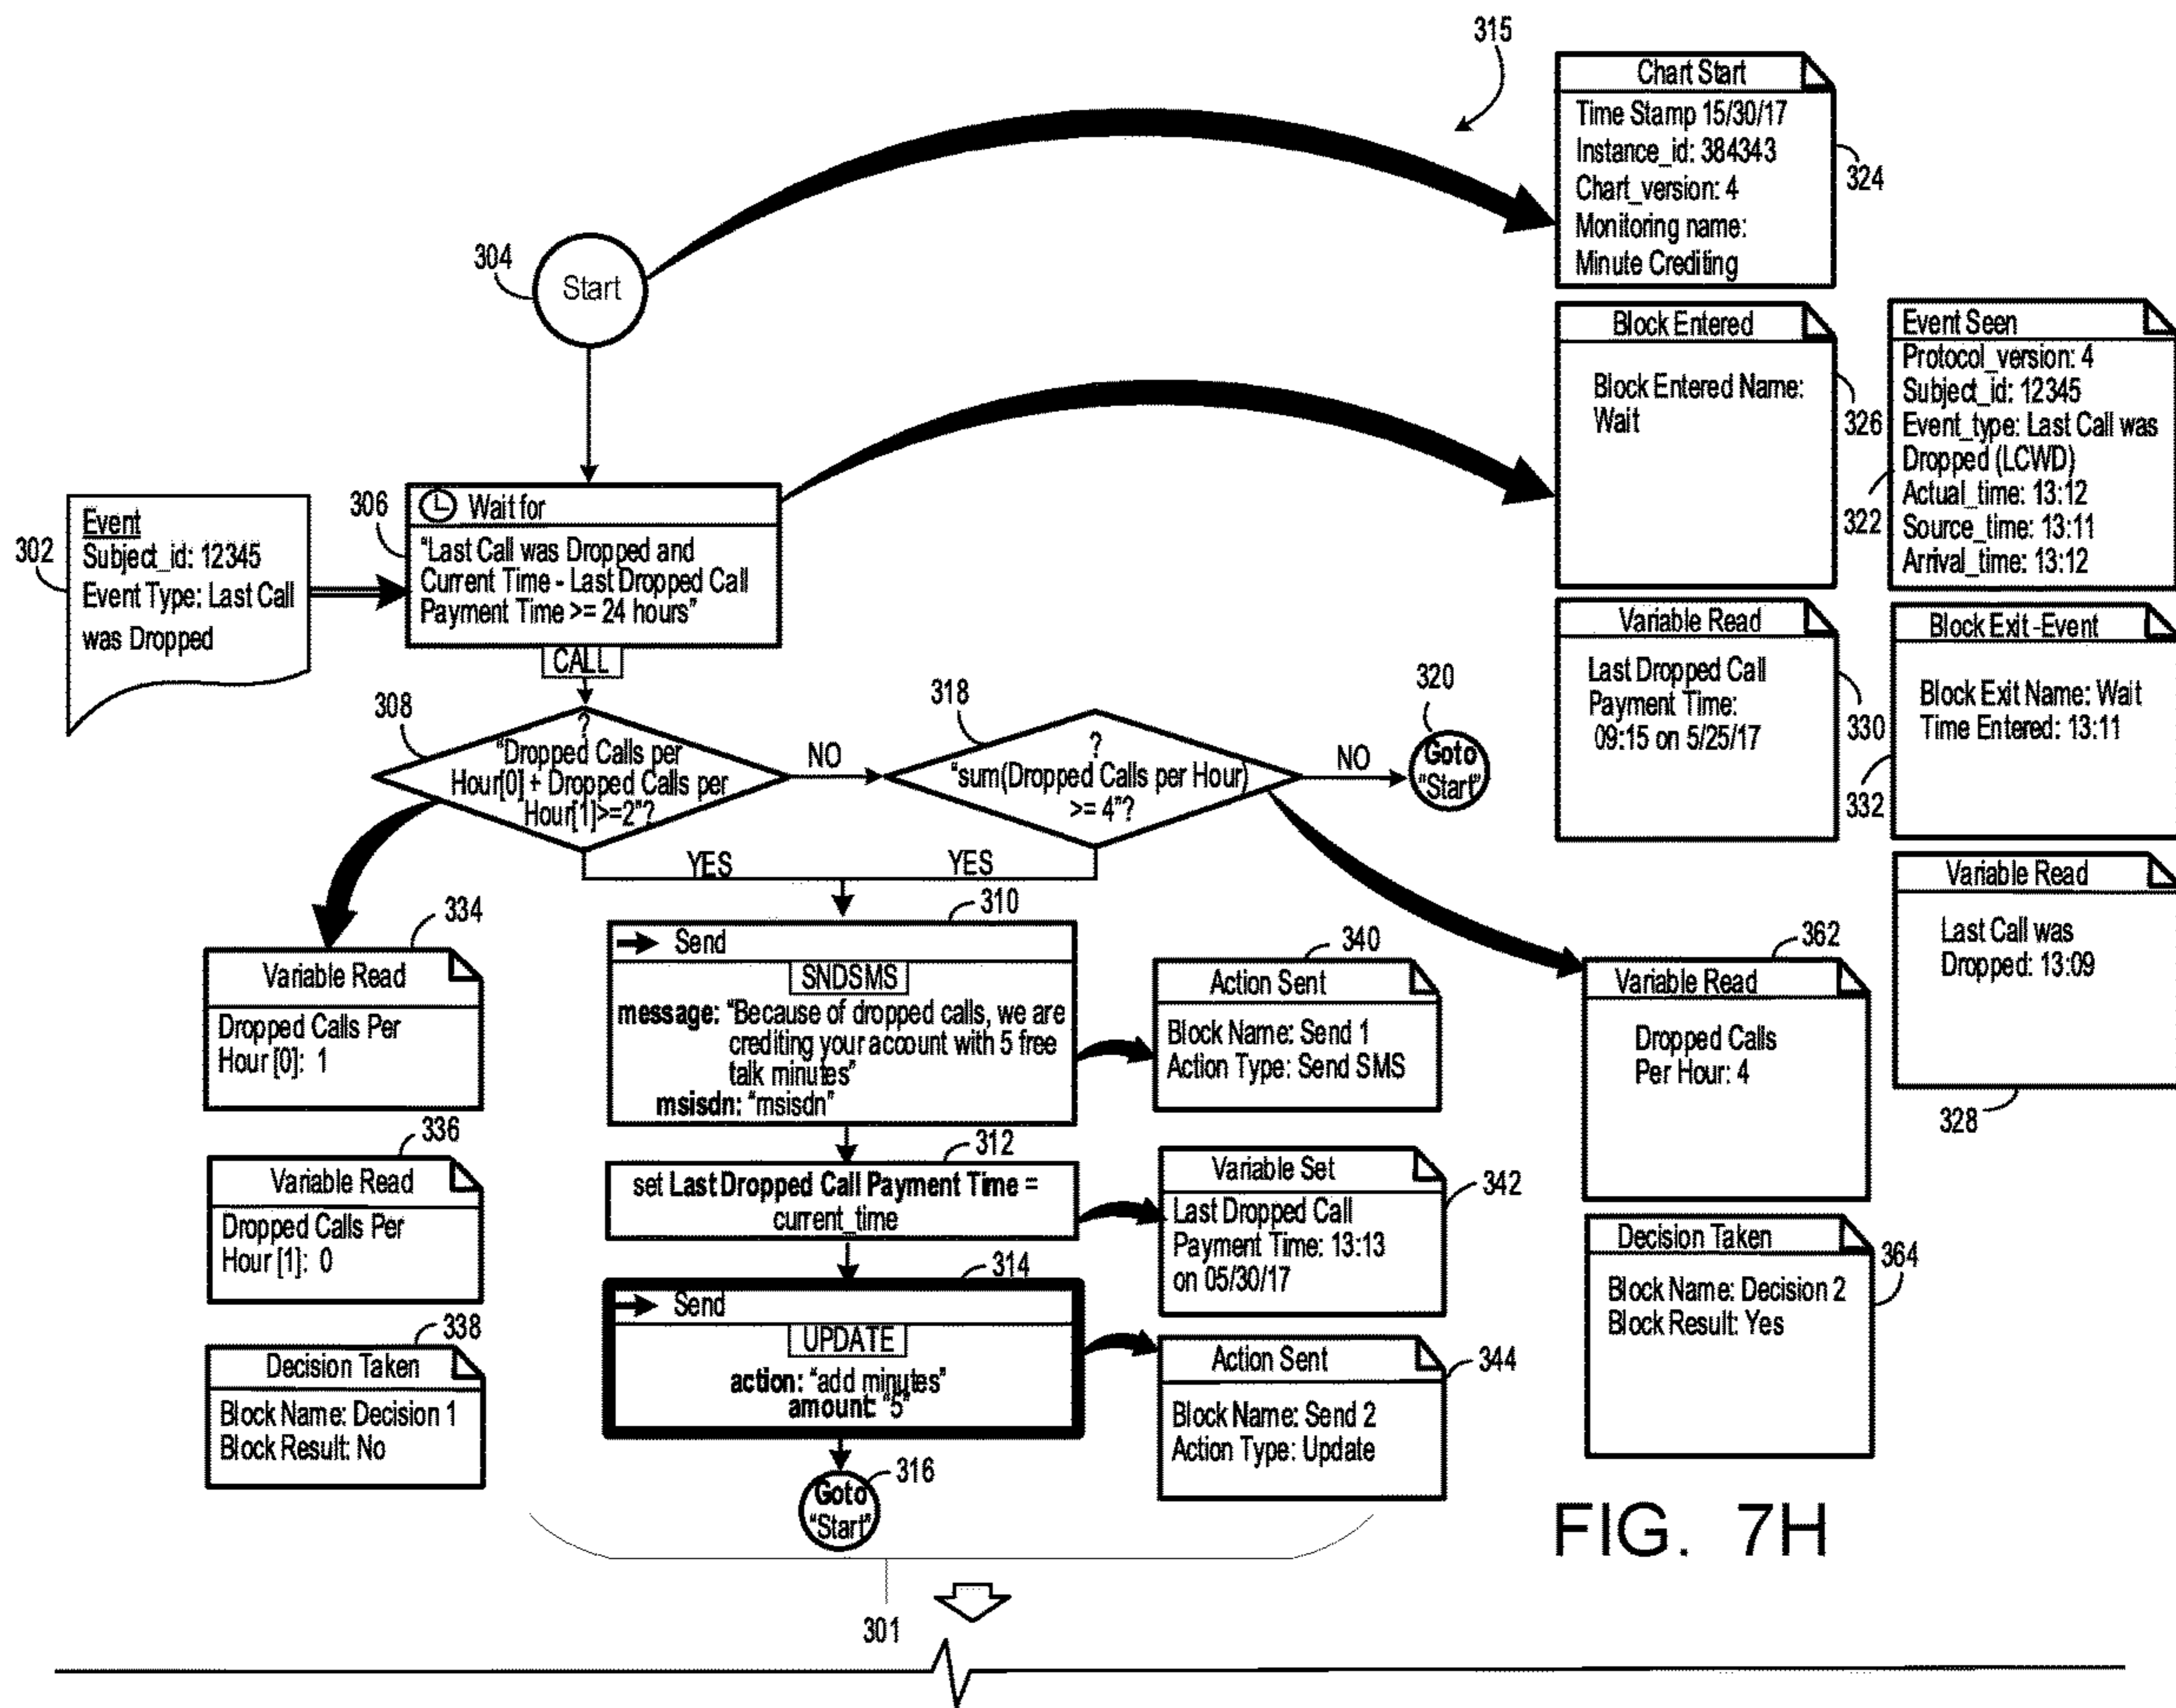 315
Chart Start
Time Stamp 15/30/17
Instance_id: 384343
Chart_version: 4
Monitoring name:
Minute Crediting
324
304
Start
Block Entered
Block Entered Name:
Wait
326
Event Seen
Protocol_version: 4
Subject_id: 12345
Event_type: Last Call was
Dropped (LCWD)
Actual_time: 13:12
Source_time: 13:11
Arrival_time: 13:12
322
302
Event
Subject_id: 12345
Event Type: Last Call
was Dropped
306
Wait for
"Last Call was Dropped and
Current Time - Last Dropped Call
Payment Time >= 24 hours"
CALL
Variable Read
Last Dropped Call
Payment Time:
09:15 on 5/25/17
330
Block Exit -Event
Block Exit Name: Wait
Time Entered: 13:11
332
308
?
"Dropped Calls per
Hour[0] + Dropped Calls per
Hour[1]>=2"?
NO
318
?
"sum(Dropped Calls per Hour)
>= 4"?
NO
320
Goto
"Start"
YES
YES
Variable Read
Last Call was
Dropped: 13:09
328
334
Variable Read
Dropped Calls Per
Hour [0]: 1
310
Send
SNDSMS
message: "Because of dropped calls, we are
crediting your account with 5 free
talk minutes"
msisdn: "msisdn"
340
Action Sent
Block Name: Send 1
Action Type: Send SMS
362
Variable Read
Dropped Calls
Per Hour: 4
336
Variable Read
Dropped Calls Per
Hour [1]: 0
312
set Last Dropped Call Payment Time =
current_time
Variable Set
Last Dropped Call
Payment Time: 13:13
on 05/30/17
342
Decision Taken
Block Name: Decision 2
Block Result: Yes
364
338
Decision Taken
Block Name: Decision 1
Block Result: No
314
Send
UPDATE
action: "add minutes"
amount: "5"
Action Sent
Block Name: Send 2
Action Type: Update
344
316
Goto
"Start"
301
FIG. 7H